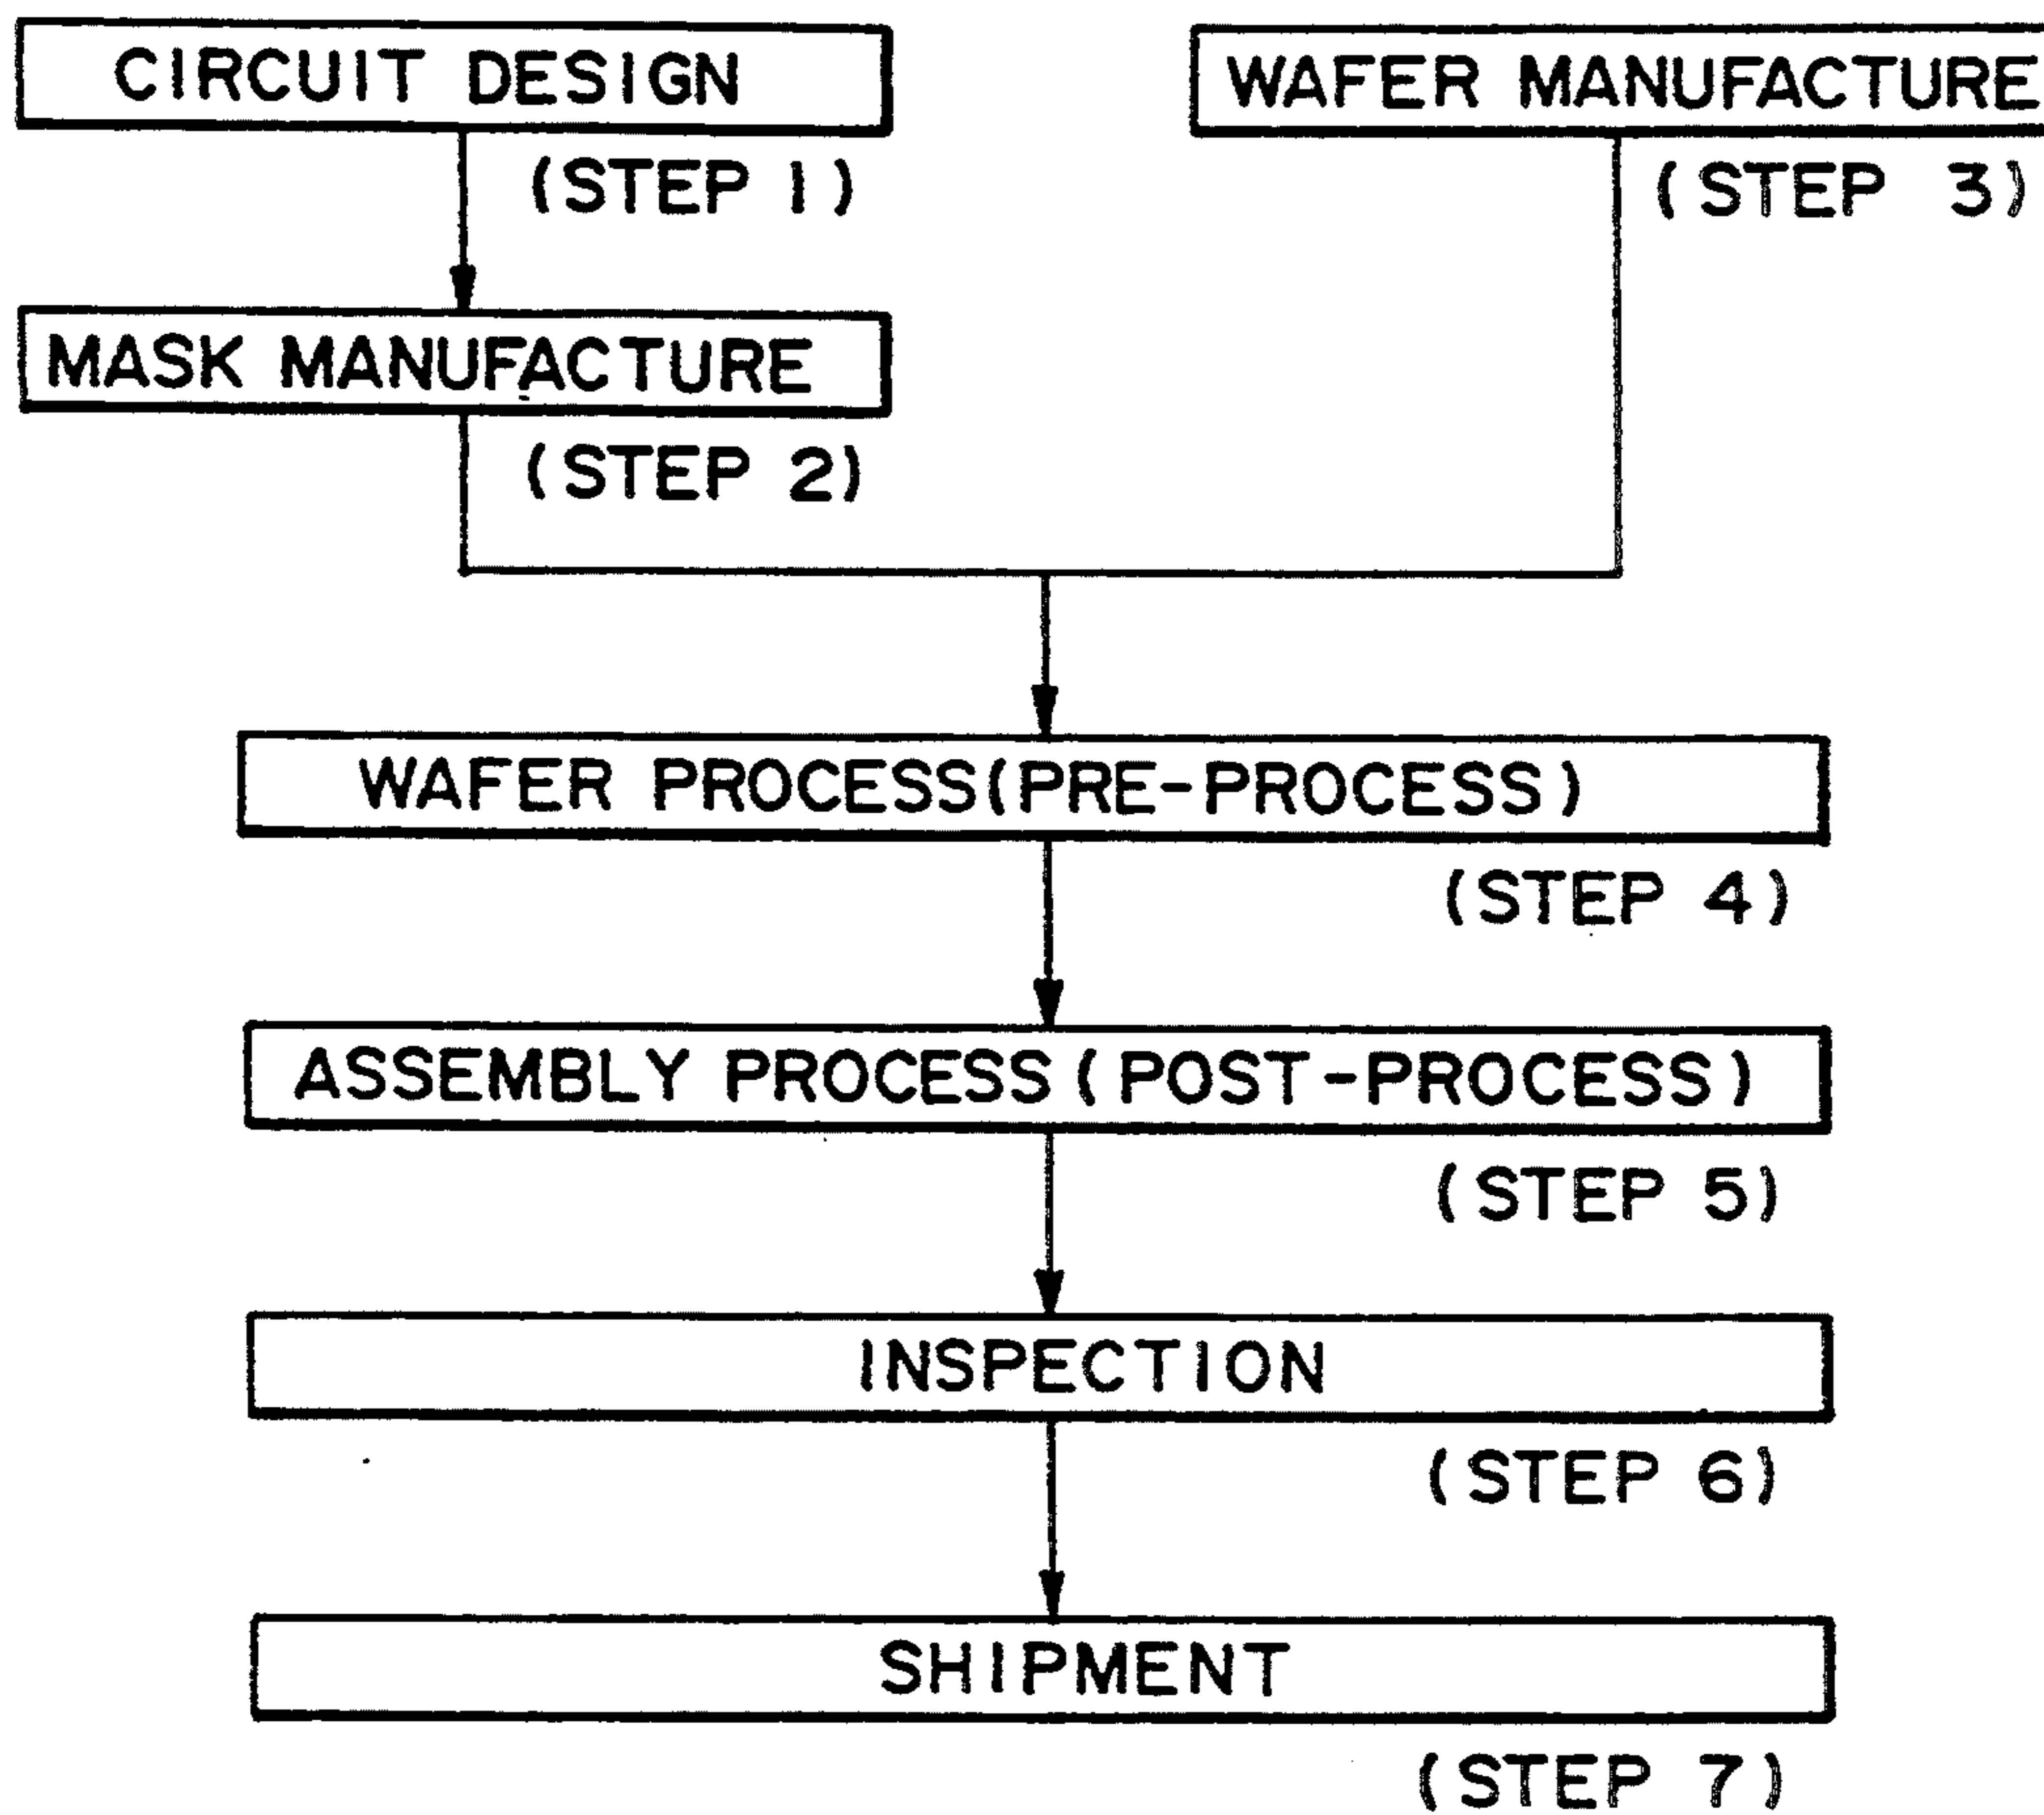 CIRCUIT DESIGN
(STEP 1)
MASK MANUFACTURE
(STEP 2)
WAFER MANUFACTURE
(STEP 3)
WAFER PROCESS(PRE-PROCESS)
(STEP 4)
ASSEMBLY PROCESS(POST-PROCESS)
(STEP 5)
INSPECTION
(STEP 6)
SHIPMENT
(STEP 7)